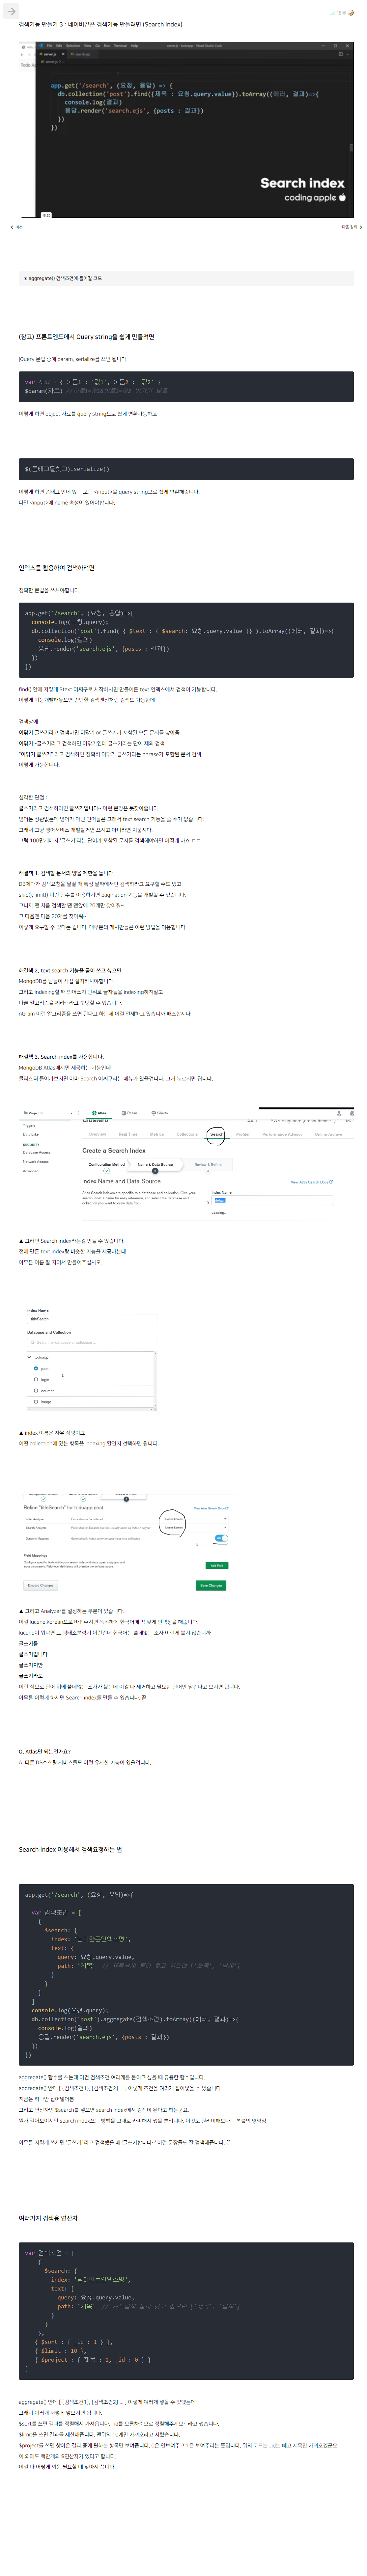 검색기능 만들기 3 : 네이버같은 검색기능 만들려면 (Search index)
app.get('/search', (요청, 응답) => {
db.collection('post').find({제목 : 요청.query.value}).toArray((에러, 결과)=>{
console.log(결과)
응답.render('search.ejs', {posts : 결과})
})
})
Search index
coding apple
이전
다음 강의
※ aggregate() 검색조건에 들어갈 코드
(참고) 프론트엔드에서 Query string을 쉽게 만들려면
jQuery 문법 중에 param, serialize를 쓰면 됩니다.
var 자료 = { 이름1 : '값1', 이름2 : '값2' }
$.param(자료)
이렇게 하면 object 자료를 query string으로 쉽게 변환가능하고
$(폼태그를찾고).serialize()
이렇게 하면 폼태그 안에 있는 모든 <input>을 query string으로 쉽게 변환해줍니다.
다만 <input>에 name 속성이 있어야합니다.
인덱스를 활용하여 검색하려면
정확한 문법을 쓰셔야합니다.
app.get('/search', (요청, 응답)=>{
console.log(요청.query);
db.collection('post').find( { $text : { $search: 요청.query.value }} ).toArray((에러, 결과)=>{
console.log(결과)
응답.render('search.ejs', {posts : 결과})
})
})
find() 안에 저렇게 $text 어쩌구로 시작하시면 만들어둔 text 인덱스에서 검색이 가능합니다.
이렇게 기능개발해놓으면 간단한 검색엔진처럼 검색도 가능한데
검색창에
이닦기 글쓰기라고 검색하면 이닦기 or 글쓰기가 포함된 모든 문서를 찾아줌
이닦기 -글쓰기라고 검색하면 이닦기인데 글쓰기라는 단어 제외 검색
"이닦기 글쓰기" 라고 검색하면 정확히 이닦기 글쓰기라는 phrase가 포함된 문서 검색
이렇게 가능합니다.
심각한 단점 :
글쓰기라고 검색하려면 글쓰기입니다~ 이런 문장은 못찾아줍니다.
영어는 상관없는데 영어가 아닌 언어들은 그래서 text search 기능을 쓸 수가 없습니다.
그래서 그냥 영어서비스 개발할거면 쓰시고 아니라면 지웁시다.
그럼 100만개에서 '글쓰기'라는 단어가 포함된 문서를 검색해야하면 어떻게 하죠 ㄷㄷ
해결책 1. 검색할 문서의 양을 제한을 둡니다.
DB에다가 검색요청을 날릴 때 특정 날짜에서만 검색하라고 요구할 수도 있고
skip(), limit() 이런 함수를 이용하시면 pagination 기능을 개발할 수 있습니다.
그니까 맨 처음 검색할 땐 맨앞에 20개만 찾아줘~
그 다음엔 다음 20개를 찾아줘~
이렇게 요구할 수 있다는 겁니다. 대부분의 게시판들은 이런 방법을 이용합니다.
해결책 2. text search 기능을 굳이 쓰고 싶으면
MongoDB를 님들이 직접 설치하셔야합니다.
그리고 indexing할 때 띄어쓰기 단위로 글자들을 indexing하지말고
다른 알고리즘을 써라~ 라고 셋팅할 수 있습니다.
nGram 이런 알고리즘을 쓰면 된다고 하는데 이걸 언제하고 있습니까 패스합시다
해결책 3. Search index를 사용합니다.
MongoDB Atlas에서만 제공하는 기능인데
클러스터 들어가보시면 아마 Search 어쩌구라는 메뉴가 있을겁니다. 그거 누르시면 됩니다.
Project 0
Atlas
Realm
Charts
Triggers
Data Lake
SECURITY
Database Access
Network Access
Advanced
Cluster0
Overview
Real Time
Metrics
Collections
Search
Profiler
Performance Advisor
Online Archive
Create a Search Index
Configuration Method
Name & Data Source
Review & Refine
Index Name and Data Source
View Atlas Search Docs
Index Name
default
Loading...
▲ 그러면 Search index라는걸 만들 수 있습니다.
전에 만든 text index랑 비슷한 기능을 제공하는데
아무튼 이름 잘 지어서 만들어주십시오.
Index Name
titleSearch
Database and Collection
Search for database or collection...
todoapp
post
login
counter
image
▲ index 이름은 자유 작명이고
어떤 collection에 있는 항목을 indexing 할건지 선택하면 됩니다.
Refine "titleSearch" for todoapp.post
View Atlas Search Docs
Index Analyzer
Search Analyzer
Dynamic Mapping
Field Mappings
Add Field
Discard Changes
Save Changes
▲ 그리고 Analyzer를 설정하는 부분이 있습니다.
이걸 lucene.korean으로 바꿔주시면 똑똑하게 한국어에 딱 맞게 인덱싱을 해줍니다.
lucene이 뭐냐면 그 형태소분석기 이런건데 한국어는 쓸데없는 조사 이런게 붙지 않습니까
글쓰기를
글쓰기입니다
글쓰기지만
글쓰기라도
이런 식으로 단어 뒤에 쓸데없는 조사가 붙는데 이걸 다 제거하고 필요한 단어만 남긴다고 보시면 됩니다.
아무튼 이렇게 하시면 Search index를 만들 수 있습니다. 끝
Q. Atlas만 되는건가요?
A. 다른 DB호스팅 서비스들도 이런 유사한 기능이 있을겁니다.
Search index 이용해서 검색요청하는 법
app.get('/search', (요청, 응답)=>{
var 검색조건 = [
{
$search: {
index: '님이만든인덱스명',
text: {
query: 요청.query.value,
path: '제목' // 제목날짜 둘다 찾고 싶으면 ['제목', '날짜']
}
}
}
]
console.log(요청.query);
db.collection('post').aggregate(검색조건).toArray((에러, 결과)=>{
console.log(결과)
응답.render('search.ejs', {posts : 결과})
})
})
aggregate() 함수를 쓰는데 이건 검색조건 여러개를 붙이고 싶을 때 유용한 함수입니다.
aggregate() 안에 [ {검색조건1}, {검색조건2} ... ] 이렇게 조건을 여러개 집어넣을 수 있습니다.
지금은 하나만 집어넣어봄
그리고 연산자인 $search를 넣으면 search index에서 검색이 된다고 하는군요.
뭔가 길어보이지만 search index쓰는 방법을 그대로 카피해서 썼을 뿐입니다. 이것도 원리이해보다는 복붙의 영역임
아무튼 저렇게 쓰시면 '글쓰기' 라고 검색했을 때 '글쓰기합니다~' 이런 문장들도 잘 검색해줍니다. 끝
여러가지 검색용 연산자
var 검색조건 = [
{
$search: {
index: '님이만든인덱스명',
text: {
query: 요청.query.value,
path: '제목' // 제목날짜 둘다 찾고 싶으면 ['제목', '날짜']
}
}
},
{ $sort : { _id : 1 } },
{ $limit : 10 },
{ $project : { 제목 : 1, _id : 0 } }
]
aggregate() 안에 [ {검색조건1}, {검색조건2} ... ] 이렇게 여러개 넣을 수 있댔는데
그래서 여러개 저렇게 넣으시면 됩니다.
$sort를 쓰면 결과를 정렬해서 가져옵니다. _id를 오름차순으로 정렬해주세요~ 라고 썼습니다.
$limit을 쓰면 결과를 제한해줍니다. 맨위의 10개만 가져오라고 시켰습니다.
$project를 쓰면 찾아온 결과 중에 원하는 항목만 보여줍니다. 0은 안보여주고 1은 보여주라는 뜻입니다. 위의 코드는 _id는 빼고 제목만 가져오겠군요.
이 외에도 백만개의 $연산자가 있다고 합니다.
이걸 다 어떻게 외움 필요할 때 찾아서 씁니다.